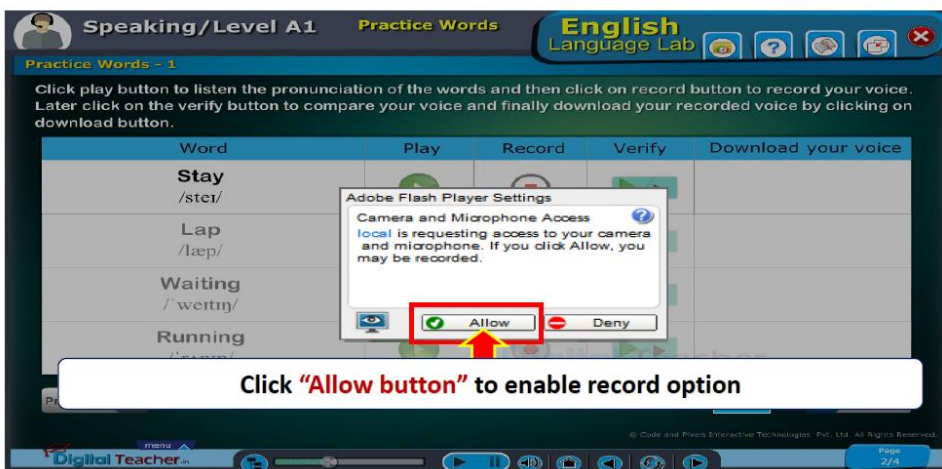 Speaking/Level A1
Practice Words
English
Language Lab
Practice Words - 1
Click play button to listen the pronunciation of the words and then click on record button to record your voice.
Later click on the verify button to compare your voice and finally download your recorded voice by clicking on
download button.
Word Play Record Verify Download your voice
Stay
/steɪ/
Lap
/læp/
Waiting
/ˈweɪtɪŋ/
Running
Adobe Flash Player Settings
Camera and Microphone Access
local is requesting access to your camera
and microphone. If you click Allow, you
may be recorded.
Allow Deny
Click “Allow button” to enable record option
© Code and Pixels Interactive Technologies Pvt. Ltd. All Rights Reserved.
menu
Digital Teacher.in
Page
2/4